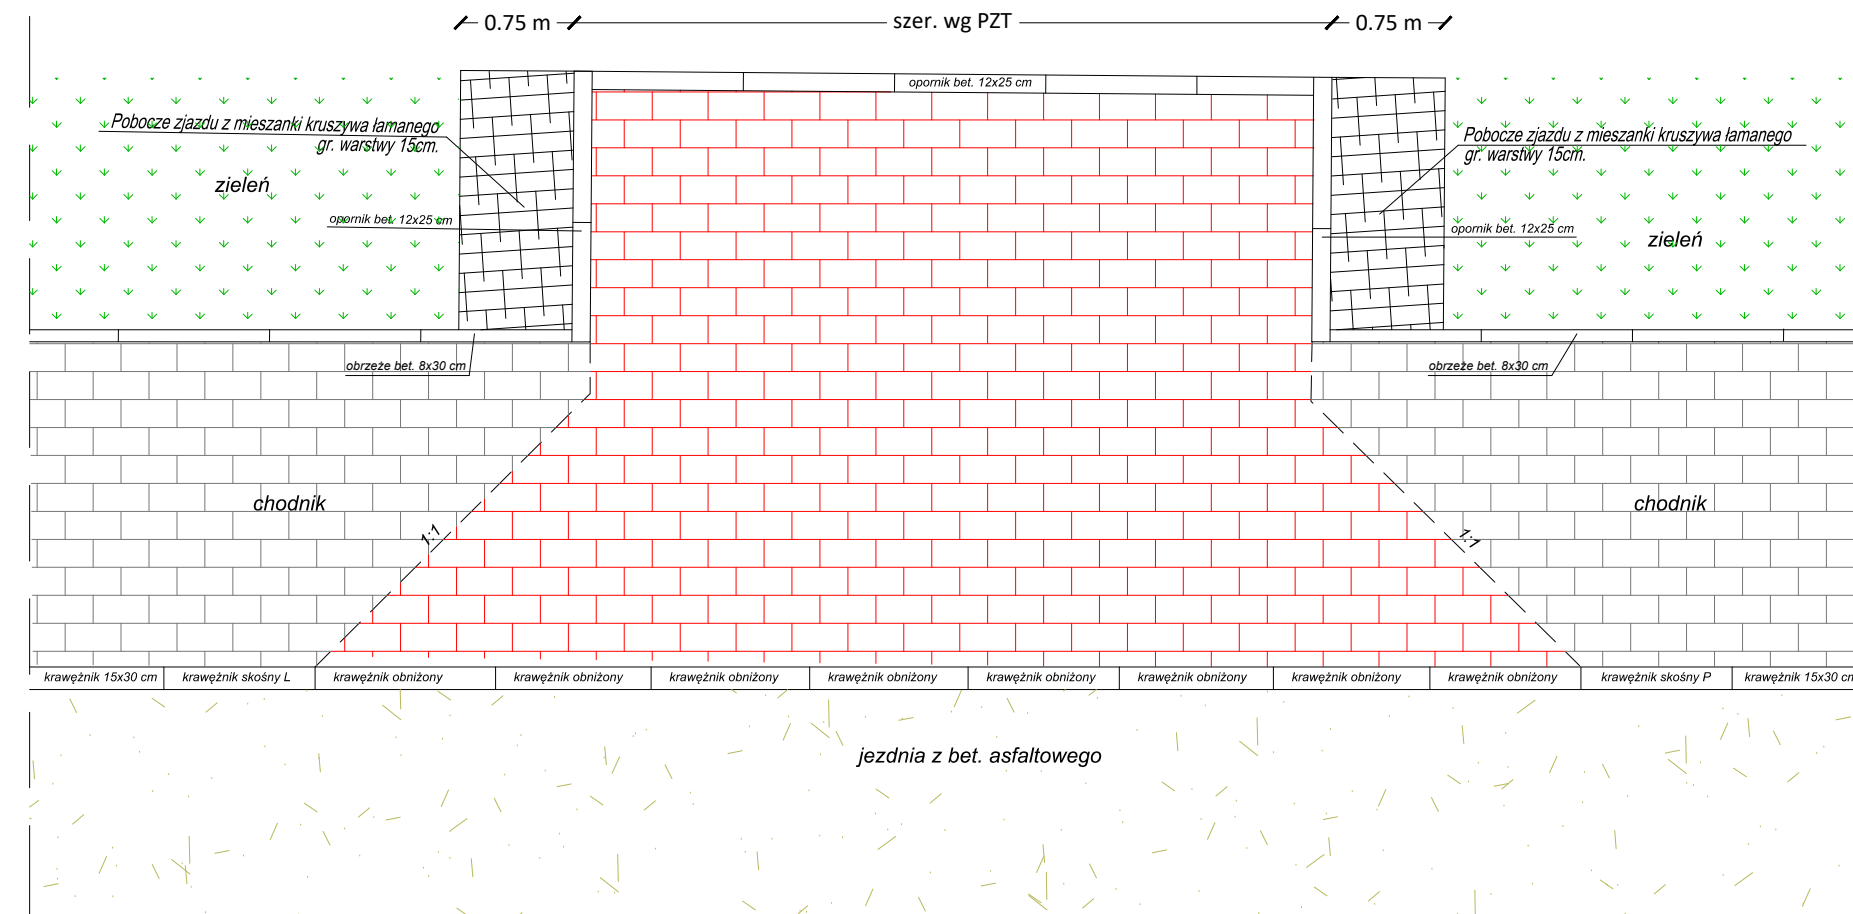 0.75 m
szer. wg PZT
0.75 m
opornik bet. 12x25 cm
Pobocze zjazdu z mieszanki kruszywa łamanego
gr. warstwy 15cm.
Pobocze zjazdu z mieszanki kruszywa łamanego
gr. warstwy 15cm.
zieleń
opornik bet. 12x25 cm
opornik bet. 12x25 cm
zieleń
obrzeże bet. 8x30 cm
obrzeże bet. 8x30 cm
chodnik
chodnik
1:1
1:1
krawężnik 15x30 cm
krawężnik skośny L
krawężnik obniżony
krawężnik obniżony
krawężnik obniżony
krawężnik obniżony
krawężnik obniżony
krawężnik obniżony
krawężnik obniżony
krawężnik obniżony
krawężnik skośny P
krawężnik 15x30 cm
jezdnia z bet. asfaltowego